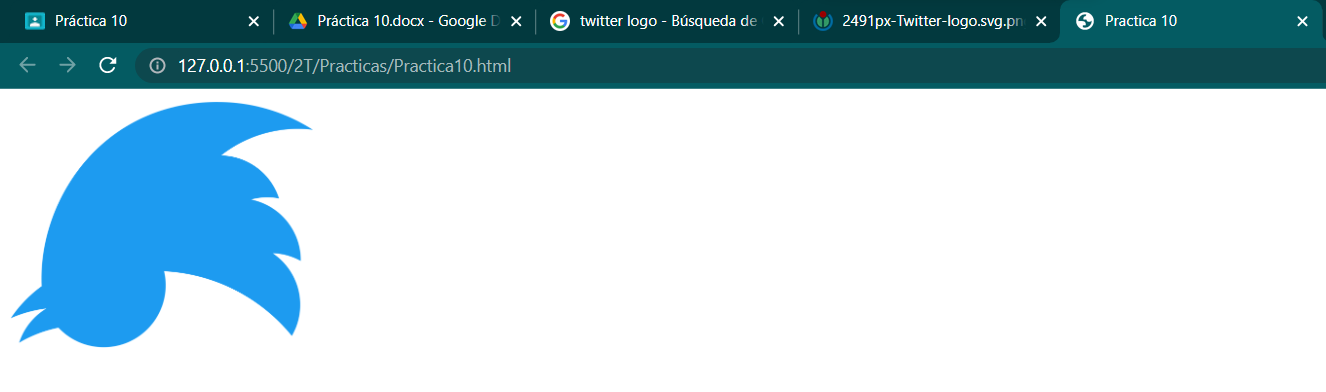 Práctica 10
Práctica 10.docx - Google D
twitter logo - Búsqueda de
2491px-Twitter-logo.svg.pn
Practica 10
127.0.0.1:5500/2T/Practicas/Practica10.html